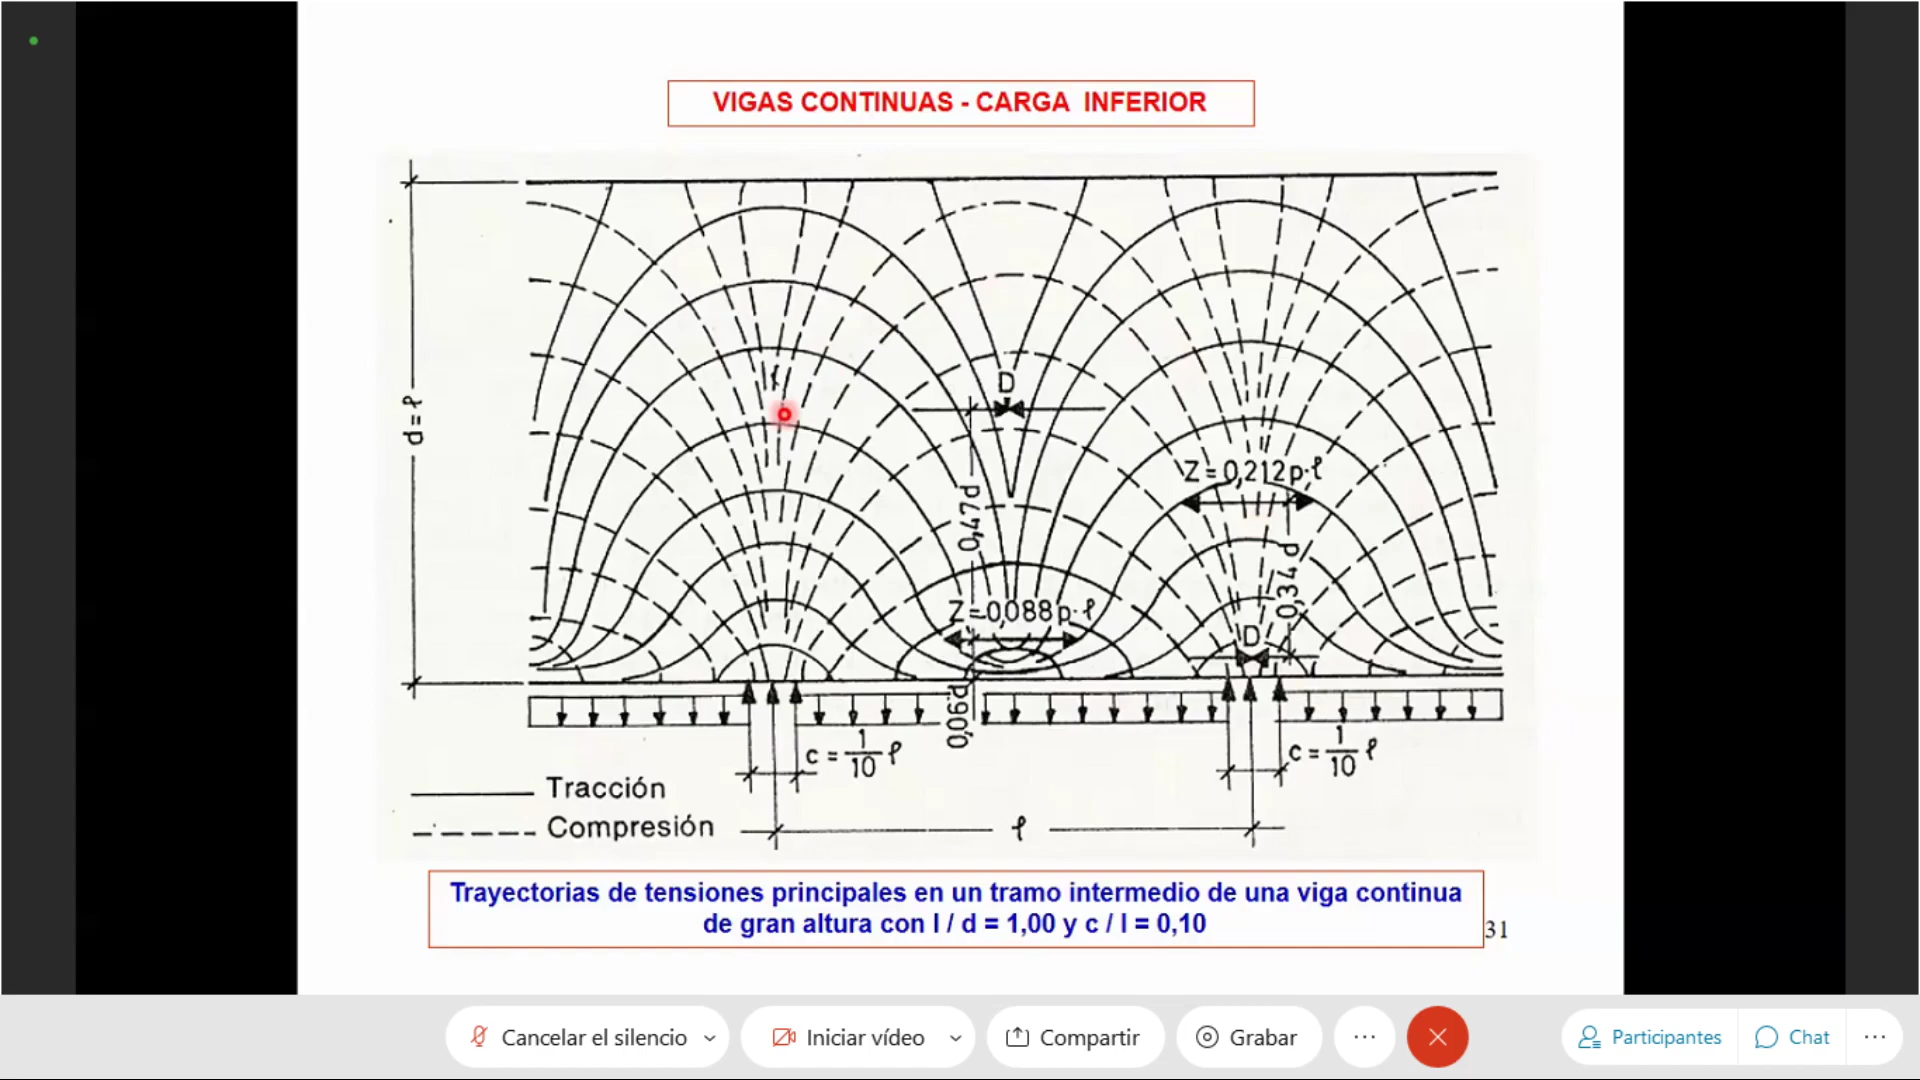 VIGAS CONTINUAS - CARGA INFERIOR
d = ℓ
D
0,47d
Z = 0,212 p·ℓ
0,34 d
Z = 0,088 p·ℓ
D
0,06d
c = 1/10 ℓ
c = 1/10 ℓ
Tracción
Compresión
ℓ
Trayectorias de tensiones principales en un tramo intermedio de una viga continua
de gran altura con l / d = 1,00 y c / l = 0,10
31
Cancelar el silencio
Iniciar vídeo
Compartir
Grabar
Participantes
Chat